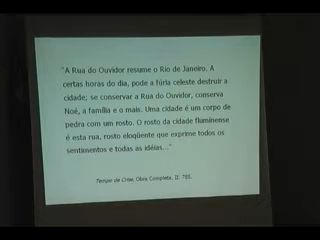 "A Rua do Ouvidor resume o Rio de Janeiro. A
certas horas do dia, pode a fúria celeste destruir a
cidade; se conservar a Rua do Ouvidor, conserva
Noé, a família e o mais. Uma cidade é um corpo de
pedra com um rosto. O rosto da cidade fluminense
é esta rua, rosto eloqüente que exprime todos os
sentimentos e todas as idéias..."
Tempo de Crise. Obra Completa. II: 785.